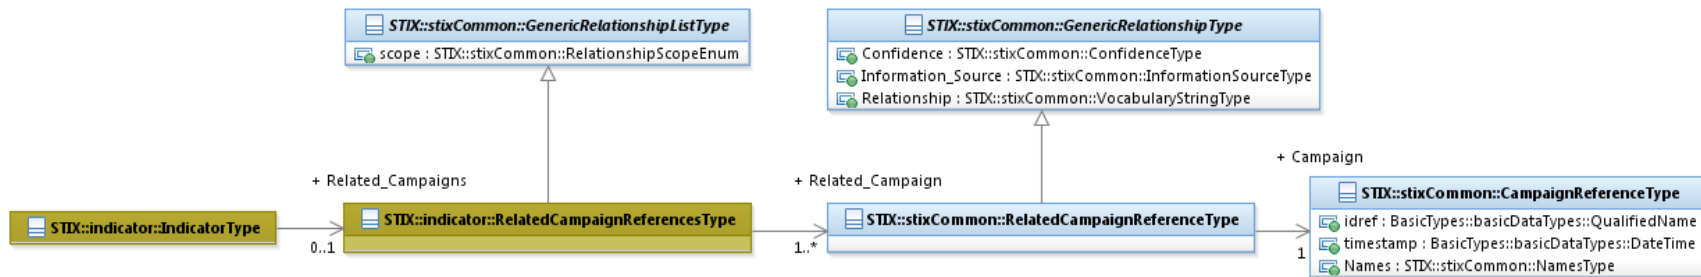 STIX::stixCommon::GenericRelationshipListType
scope : STIX::stixCommon::RelationshipScopeEnum
STIX::stixCommon::GenericRelationshipType
Confidence : STIX::stixCommon::ConfidenceType
Information_Source : STIX::stixCommon::InformationSourceType
Relationship : STIX::stixCommon::VocabularyStringType
+ Related_Campaigns
+ Related_Campaign
+ Campaign
STIX::indicator::IndicatorType
0..1
STIX::indicator::RelatedCampaignReferencesType
1..*
STIX::stixCommon::RelatedCampaignReferenceType
1
STIX::stixCommon::CampaignReferenceType
idref : BasicTypes::basicDataTypes::QualifiedName
timestamp : BasicTypes::basicDataTypes::DateTime
Names : STIX::stixCommon::NamesType